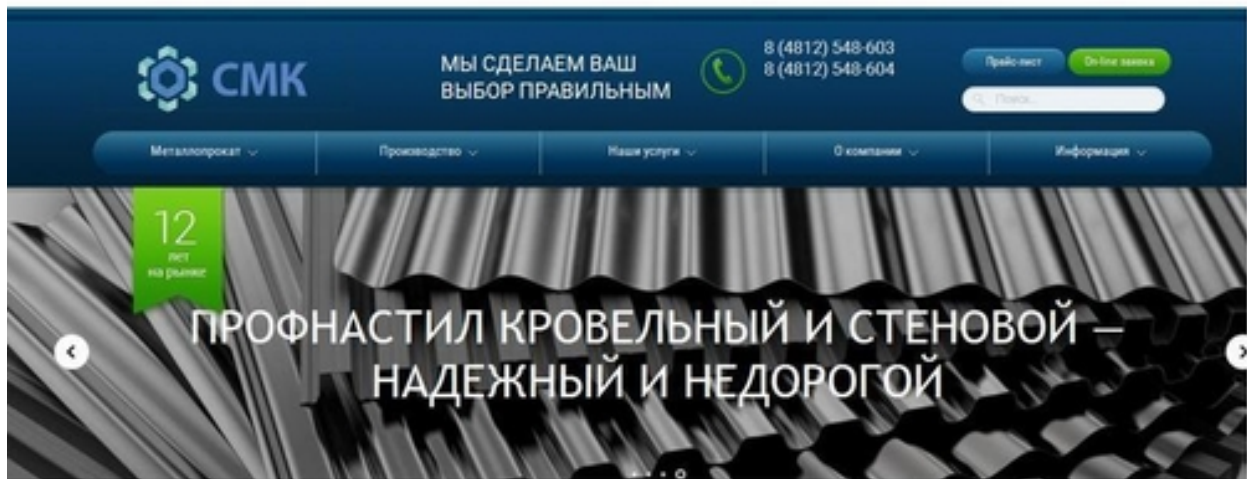 СМК
МЫ СДЕЛАЕМ ВАШ
ВЫБОР ПРАВИЛЬНЫМ
8 (4812) 548-603
8 (4812) 548-604
Прайс-лист
On-line заявка
Поиск...
Металлопрокат
Производство
Наши услуги
О компании
Информация
12
лет
на рынке
ПРОФНАСТИЛ КРОВЕЛЬНЫЙ И СТЕНОВОЙ —
НАДЕЖНЫЙ И НЕДОРОГОЙ